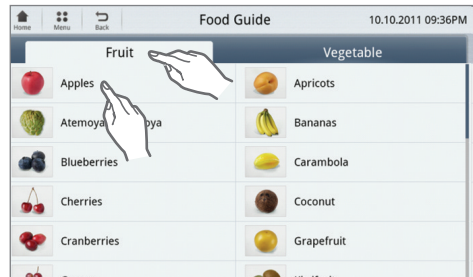 Home Menu Back Food Guide 10.10.2011 09:36PM
Fruit Vegetable
Apples Apricots
Atemoya Bananas
Blueberries Carambola
Cherries Coconut
Cranberries Grapefruit